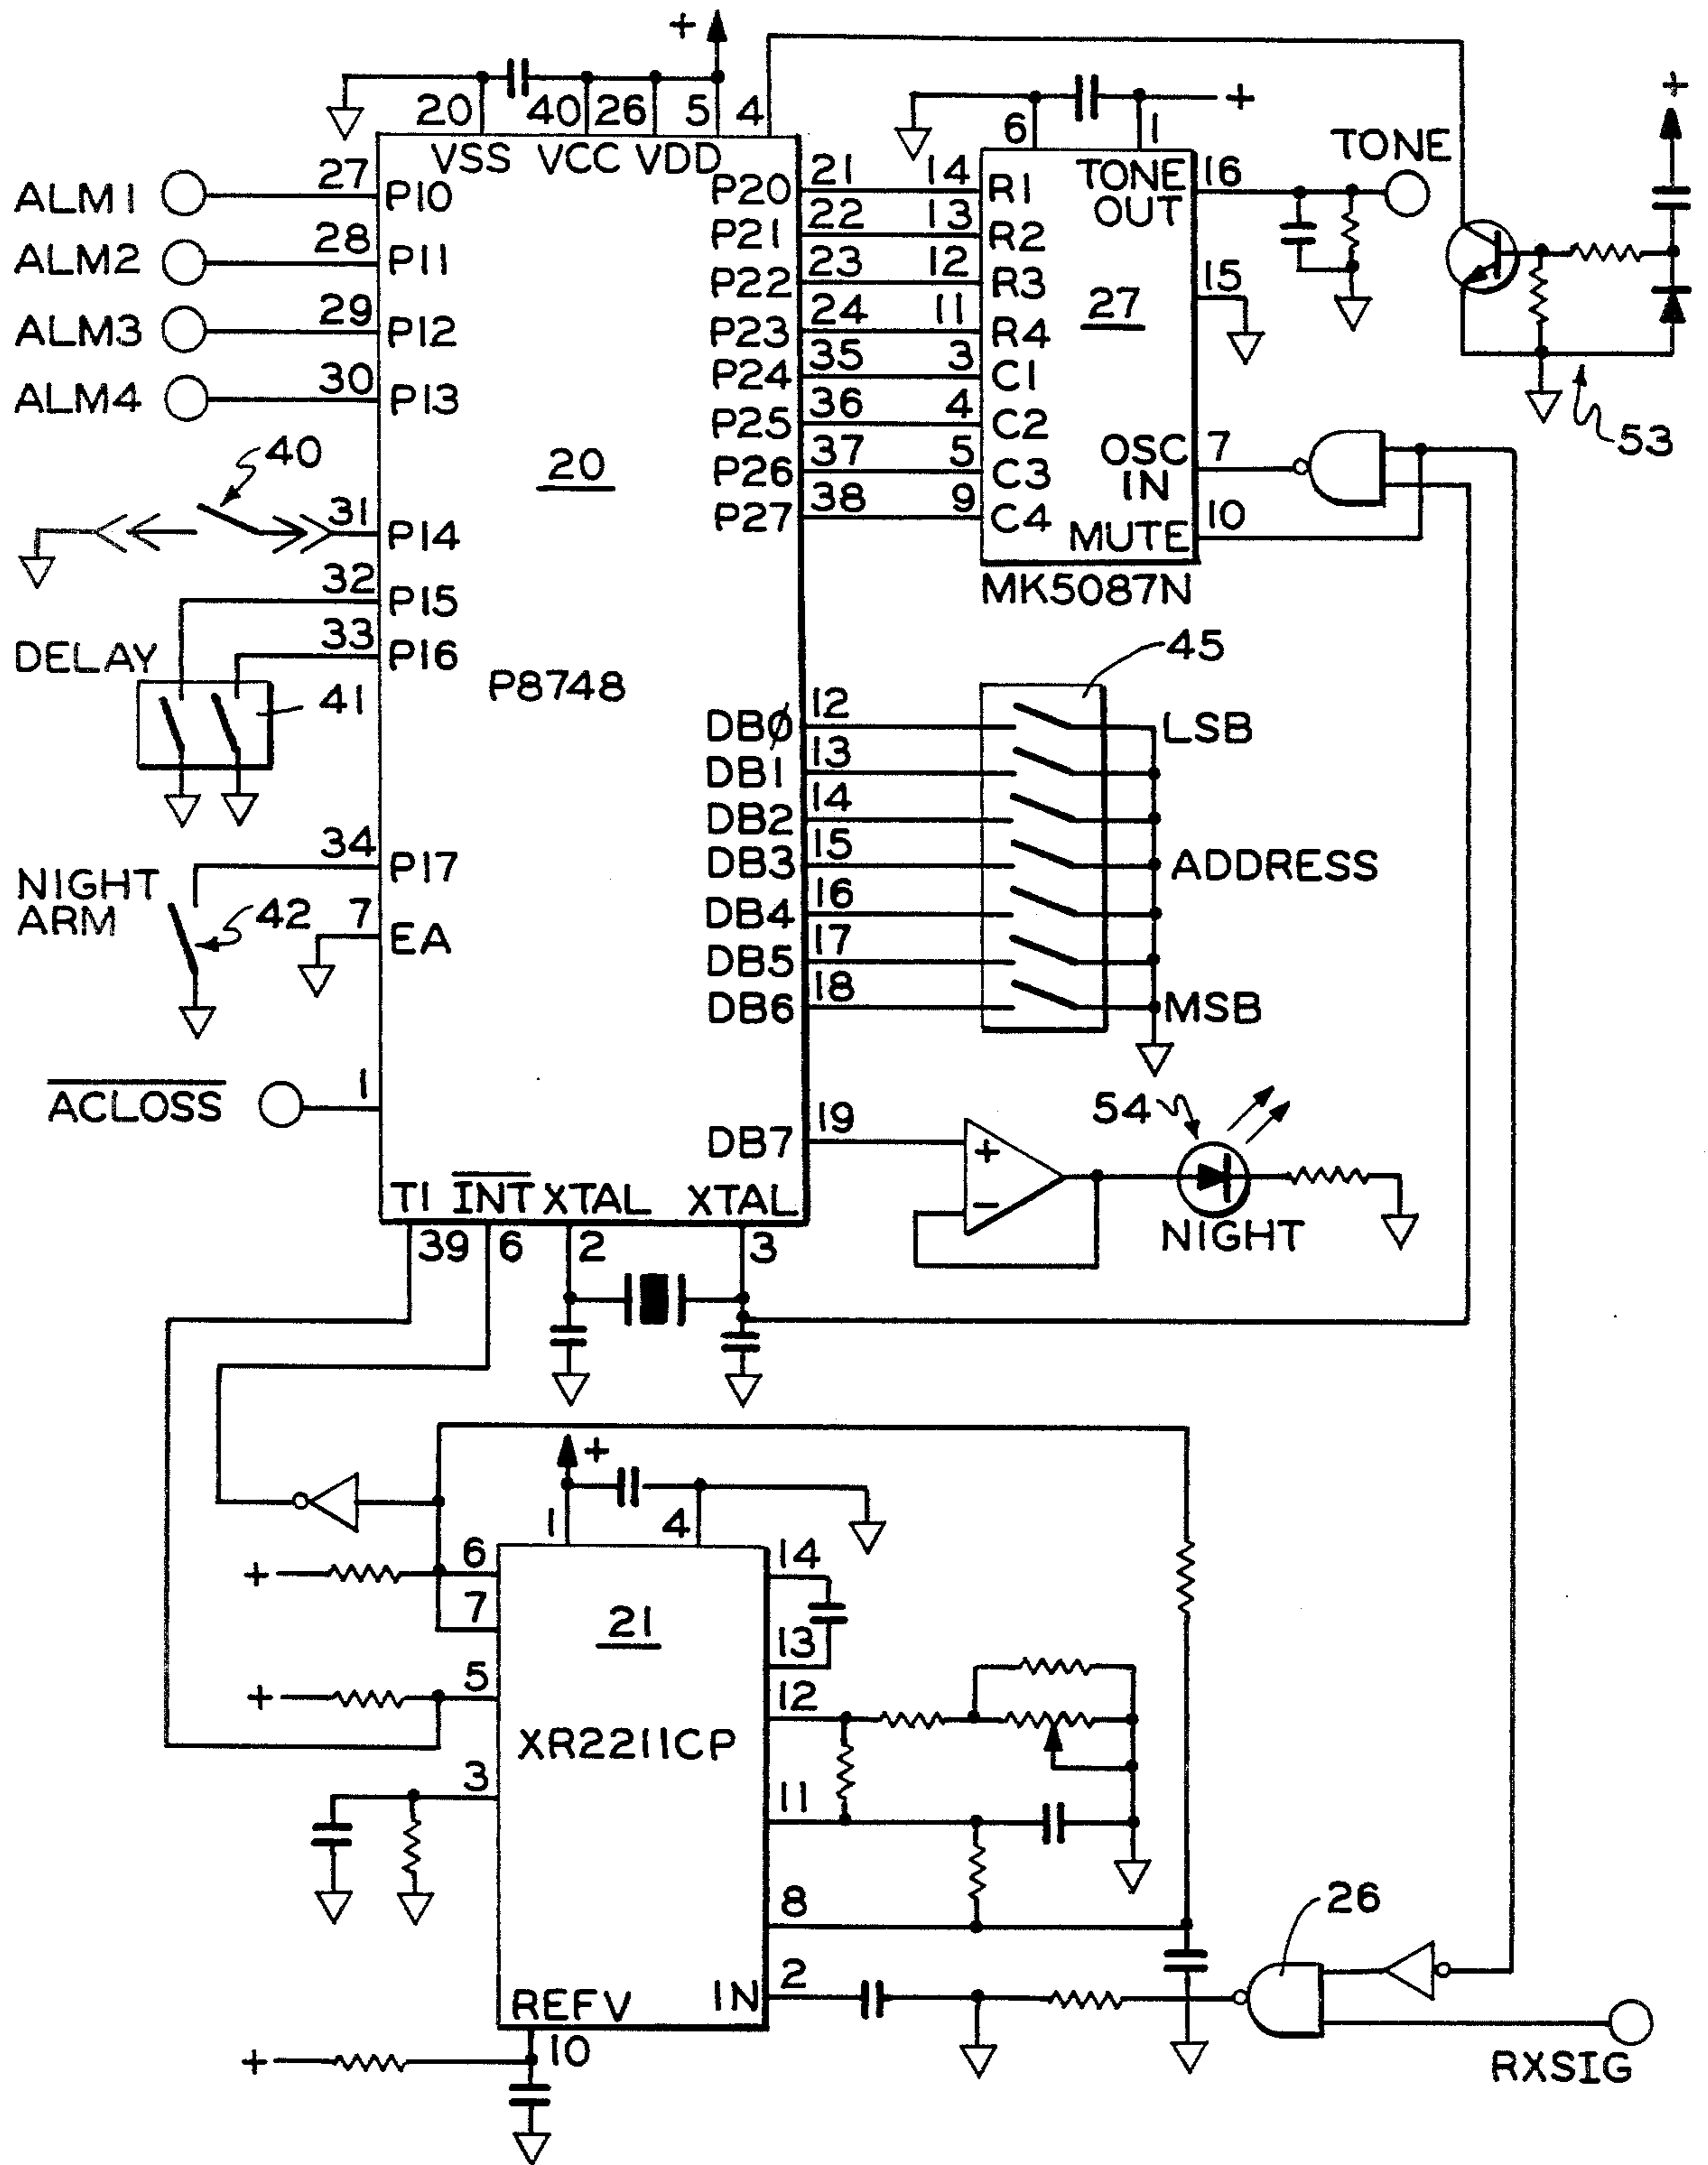 +
+
20 40 26 5 4
+
6 1
VSS VCC VDD
TONE
ALM1 27 P10
P20 21 14 R1 TONE OUT 16
ALM2 28 P11
P21 22 13 R2
P22 23 12 R3
15
ALM3 29 P12
P23 24 11 R4
27
ALM4 30 P13
P24 35 3 C1
P25 36 4 C2
53
40
20
P26 37 5 C3 OSC IN 7
31 P14
P27 38 9 C4 MUTE 10
32 P15
MK5087N
DELAY 33 P16
41
P8748
45
DBØ 12 LSB
DB1 13
DB2 14
DB3 15 ADDRESS
DB4 16
DB5 17
DB6 18 MSB
34 P17
NIGHT
ARM
42
7 EA
ACLOSS 1
54
DB7 19
+
−
NIGHT
T1 INT XTAL XTAL
39 6 2 3
+
1 4
+ 6 14
7 21 13
+ 5 12
XR2211CP
3 11
8
26
REFV IN 2
+ 10
RXSIG